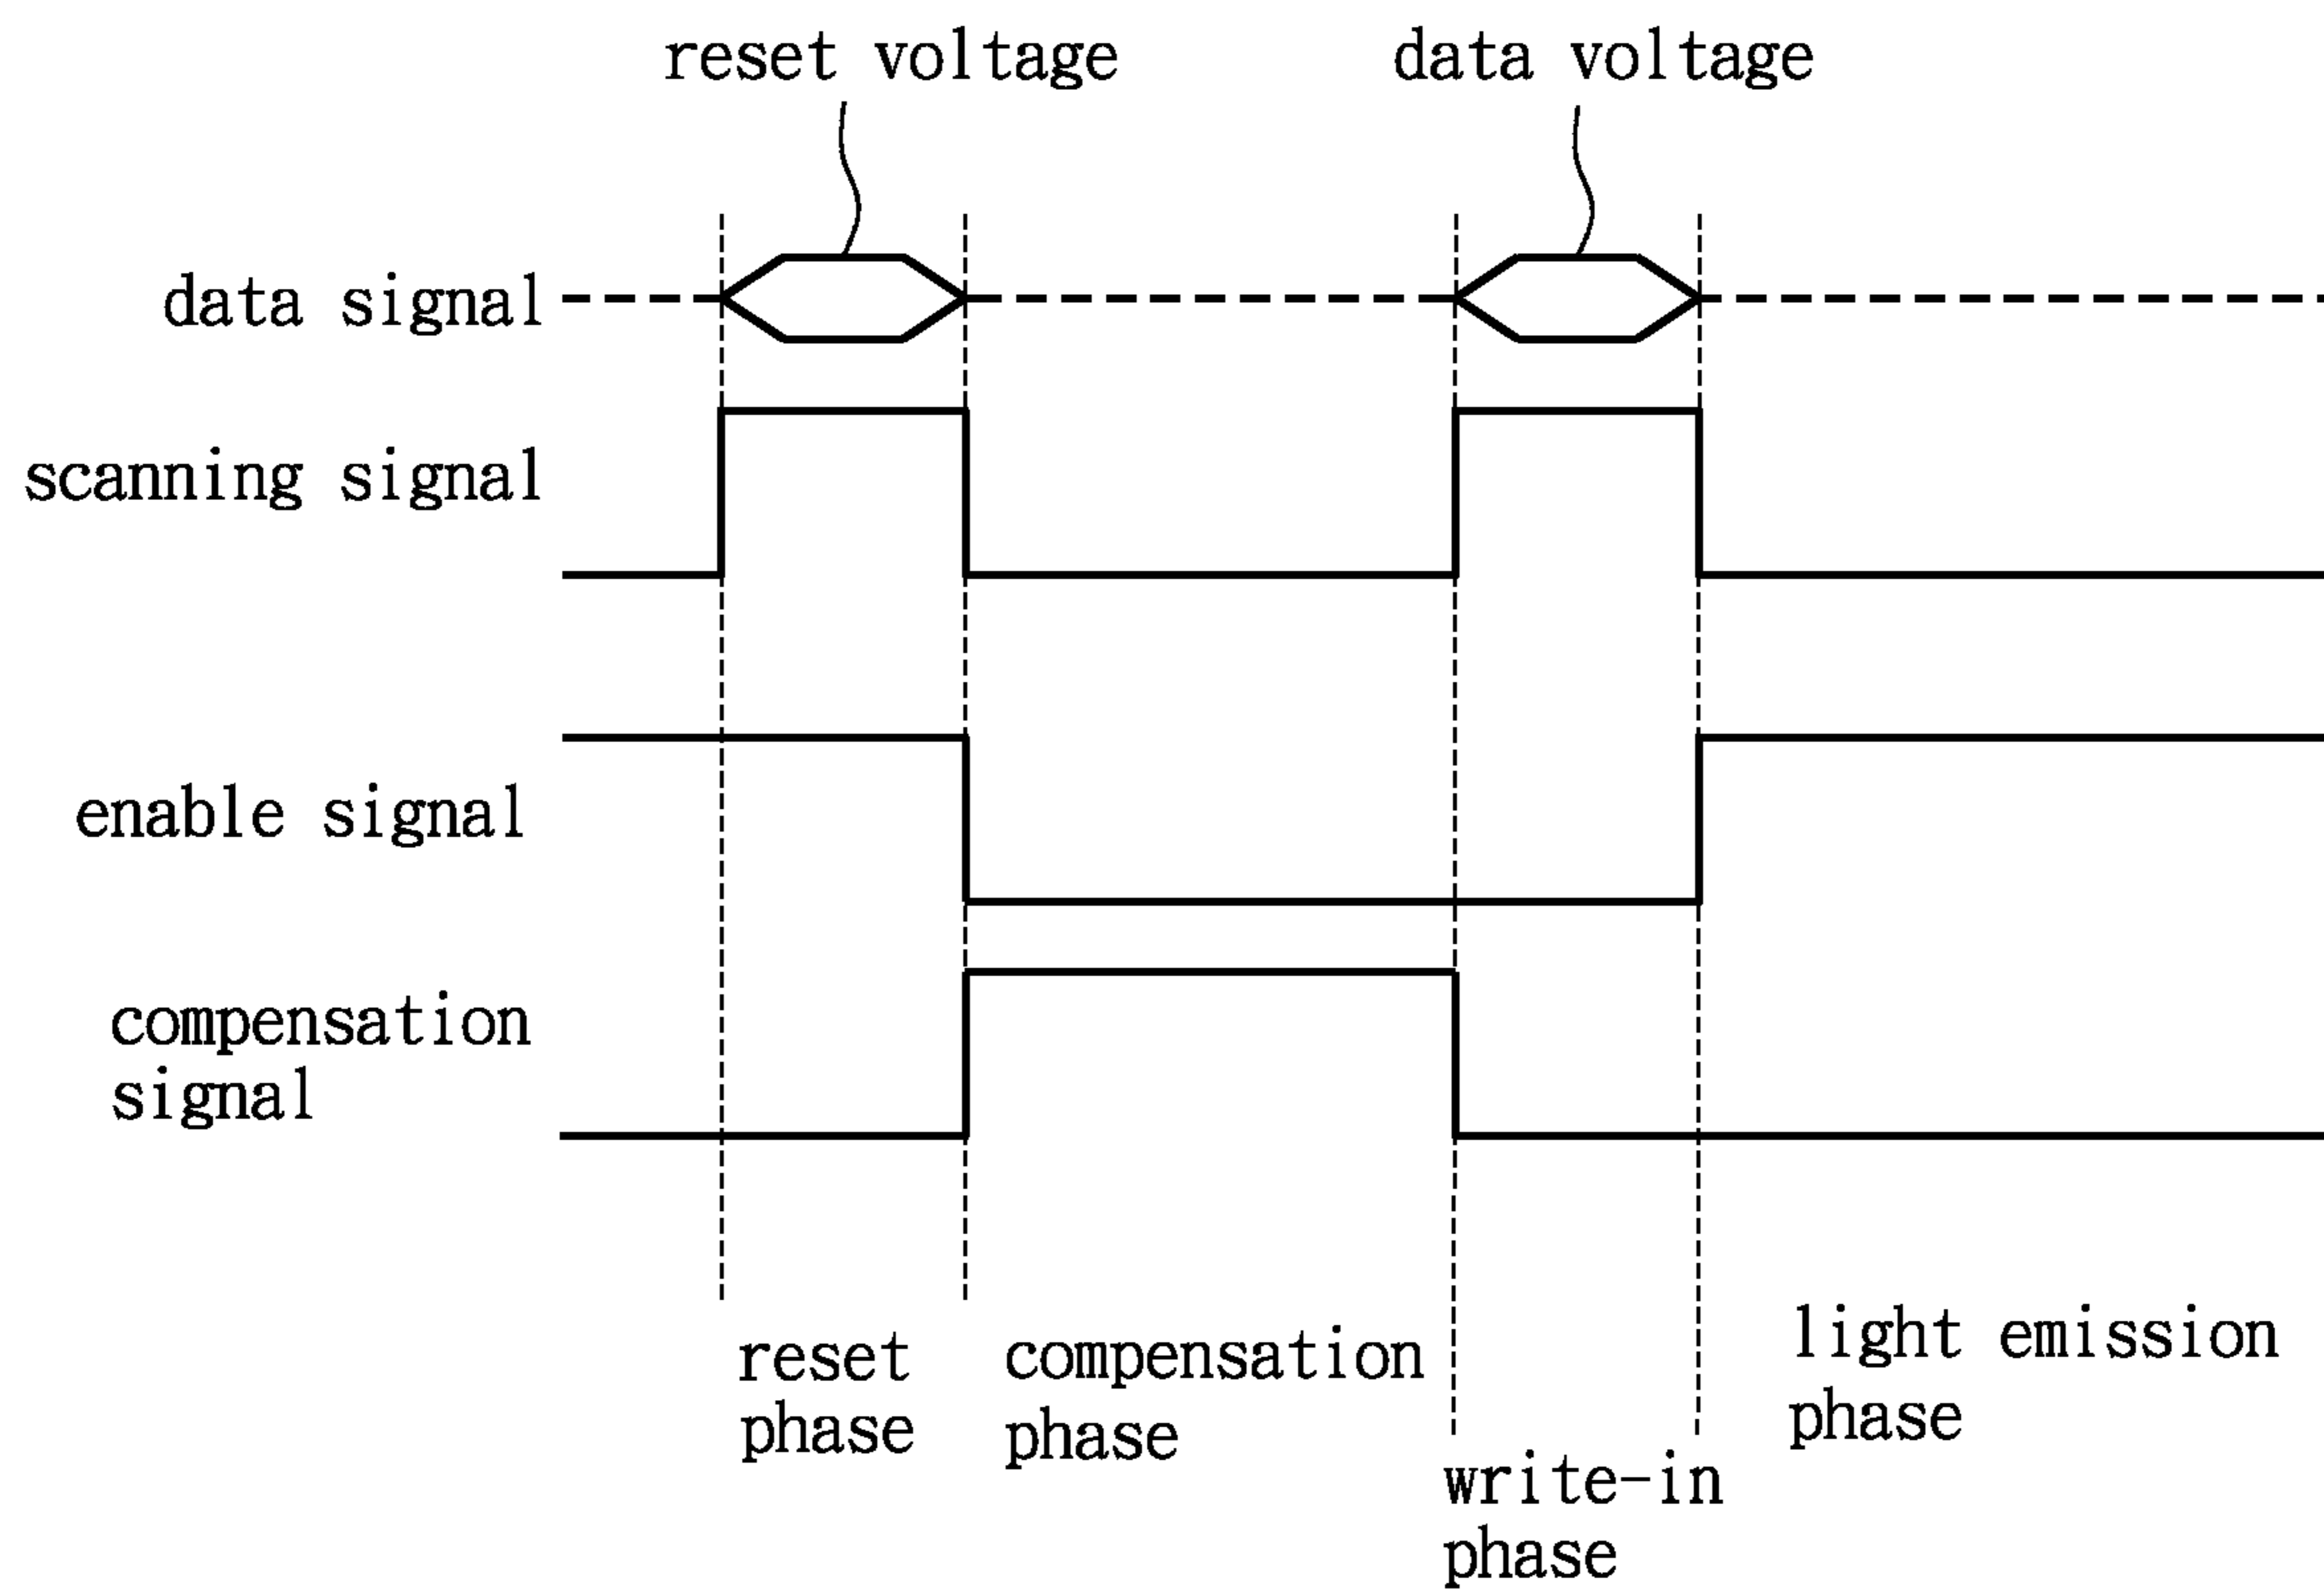 reset voltage
data voltage
data signal
scanning signal
enable signal
compensation
signal
reset
phase
compensation
phase
write-in
phase
light emission
phase